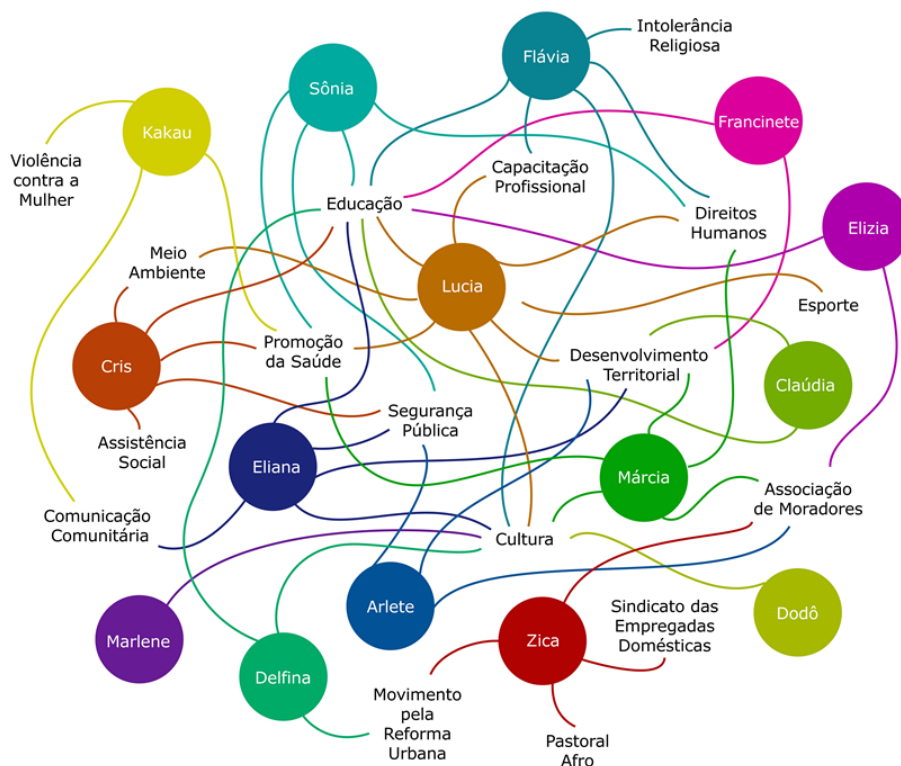 Intolerância
Religiosa
Flávia
Sônia
Francinete
Kakau
Violência
contra a
Mulher
Capacitação
Profissional
Educação
Direitos
Humanos
Elizia
Meio
Ambiente
Lucia
Esporte
Cris
Promoção
da Saúde
Desenvolvimento
Territorial
Claúdia
Segurança
Pública
Assistência
Social
Eliana
Márcia
Associação
de Moradores
Comunicação
Comunitária
Cultura
Marlene
Arlete
Zica
Sindicato das
Empregadas
Domésticas
Dodô
Delfina
Movimento
pela
Reforma
Urbana
Pastoral
Afro